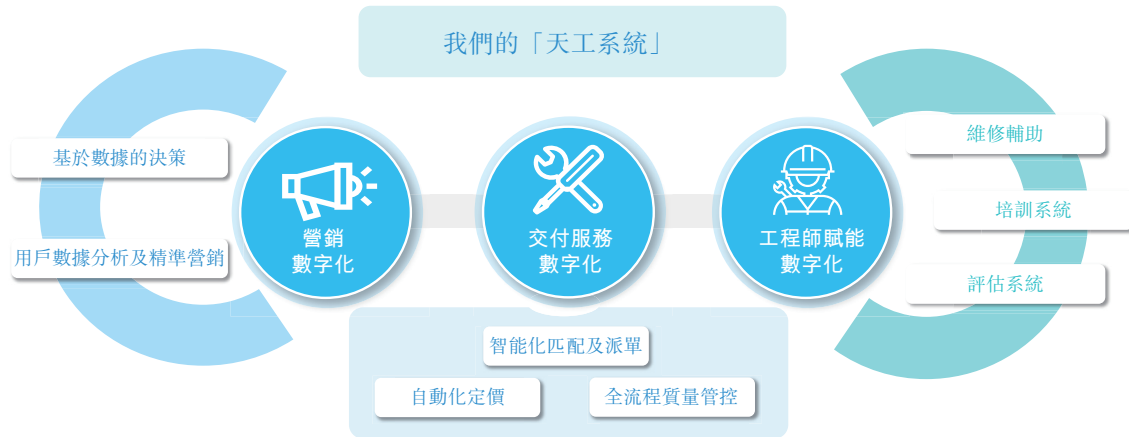 我們的「天工系統」
基於數據的決策
用戶數據分析及精準營銷
營銷
數字化
交付服務
數字化
工程師賦能
數字化
維修輔助
培訓系統
評估系統
智能化匹配及派單
自動化定價
全流程質量管控